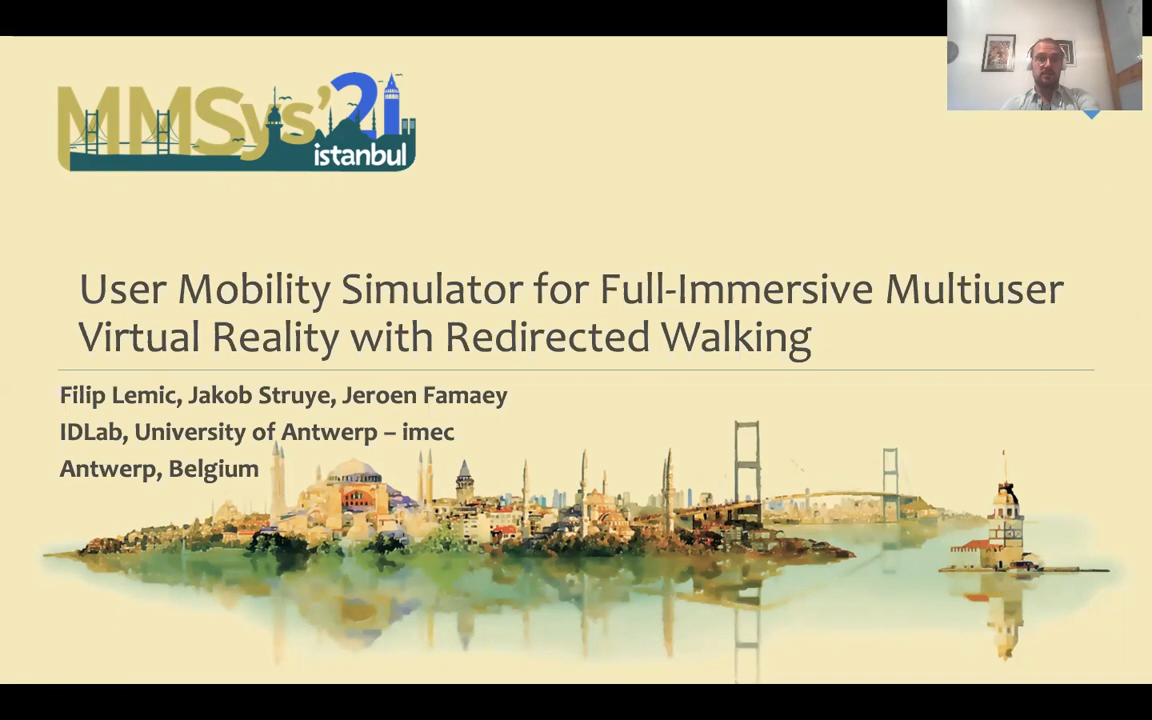 MMSys'21
istanbul
User Mobility Simulator for Full-Immersive Multiuser
Virtual Reality with Redirected Walking
Filip Lemic, Jakob Struye, Jeroen Famaey
IDLab, University of Antwerp – imec
Antwerp, Belgium